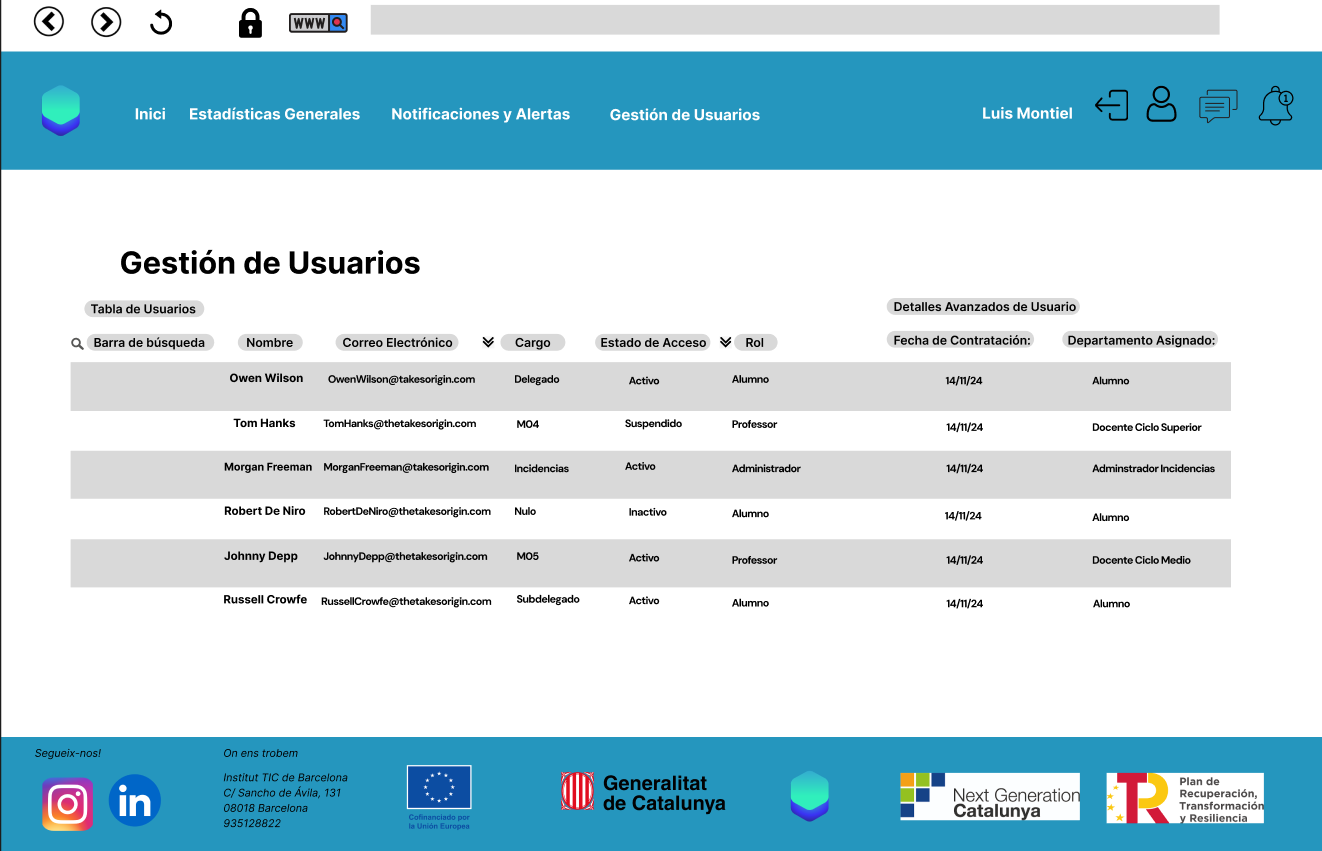 WWW
Inici Estadísticas Generales Notificaciones y Alertas Gestión de Usuarios Luis Montiel 1
Gestión de Usuarios
Tabla de Usuarios Detalles Avanzados de Usuario
Barra de búsqueda Nombre Correo Electrónico Cargo Estado de Acceso Rol Fecha de Contratación: Departamento Asignado:
Owen Wilson OwenWilson@takesorigin.com Delegado Activo Alumno 14/11/24 Alumno
Tom Hanks TomHanks@thetakesorigin.com M04 Suspendido Professor 14/11/24 Docente Ciclo Superior
Morgan Freeman MorganFreeman@takesorigin.com Incidencias Activo Administrador 14/11/24 Adminstrador Incidencias
Robert De Niro RobertDeNiro@thetakesorigin.com Nulo Inactivo Alumno 14/11/24 Alumno
Johnny Depp JohnnyDepp@thetakesorigin.com M05 Activo Professor 14/11/24 Docente Ciclo Medio
Russell Crowfe RussellCrowfe@thetakesorigin.com Subdelegado Activo Alumno 14/11/24 Alumno
Segueix-nos!
in
On ens trobem
Institut TIC de Barcelona
C/ Sancho de Ávila, 131
08018 Barcelona
935128822
Cofinanciado por
la Unión Europea
Generalitat
de Catalunya
Next Generation
Catalunya
TR
Plan de
Recuperación,
Transformación
y Resiliencia